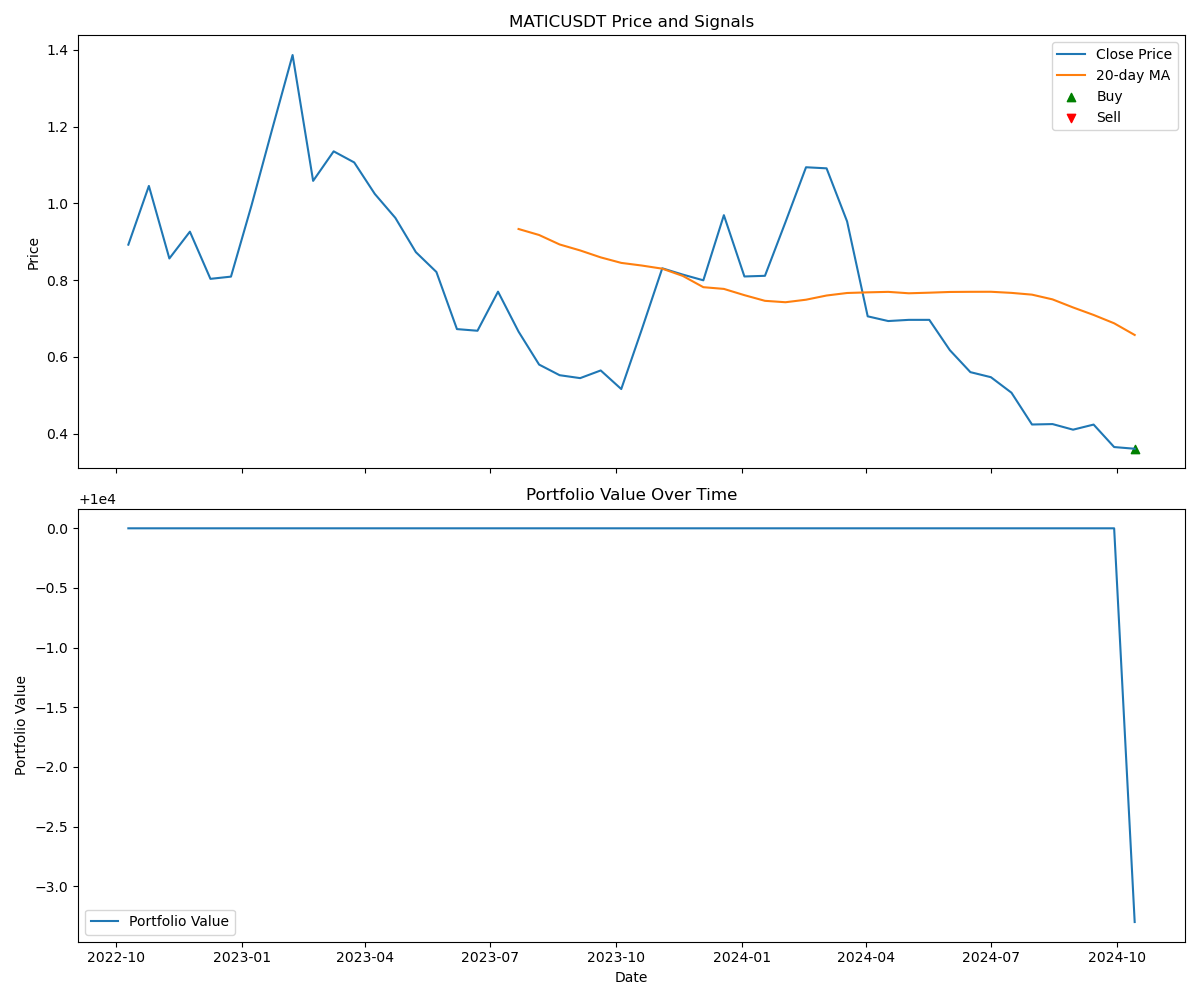 MATICUSDT Price and Signals
Price
1.4
1.2
1.0
0.8
0.6
0.4
Close Price
20-day MA
Buy
Sell
Portfolio Value Over Time
+1e4
Portfolio Value
0.0
−0.5
−1.0
−1.5
−2.0
−2.5
−3.0
Portfolio Value
2022-10
2023-01
2023-04
2023-07
2023-10
2024-01
2024-04
2024-07
2024-10
Date